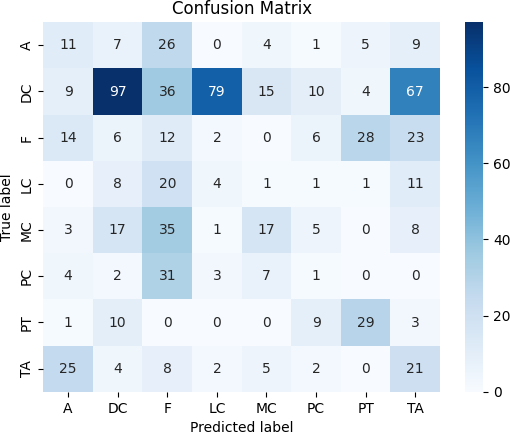 Confusion Matrix
A 11 7 26 0 4 1 5 9
DC 9 97 36 79 15 10 4 67
F 14 6 12 2 0 6 28 23
LC 0 8 20 4 1 1 1 11
MC 3 17 35 1 17 5 0 8
PC 4 2 31 3 7 1 0 0
PT 1 10 0 0 0 9 29 3
TA 25 4 8 2 5 2 0 21
A DC F LC MC PC PT TA
Predicted label
True label
80
60
40
20
0